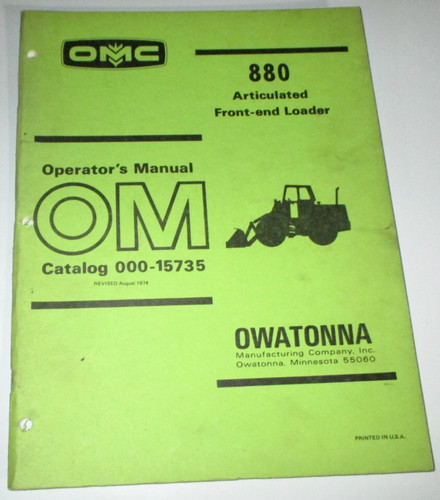 OMC
880
Articulated
Front-end Loader
Operator's Manual
OM
Catalog 000-15735
REVISED August 1974
OWATONNA
Manufacturing Company, Inc.
Owatonna, Minnesota 55060
PRINTED IN U.S.A.